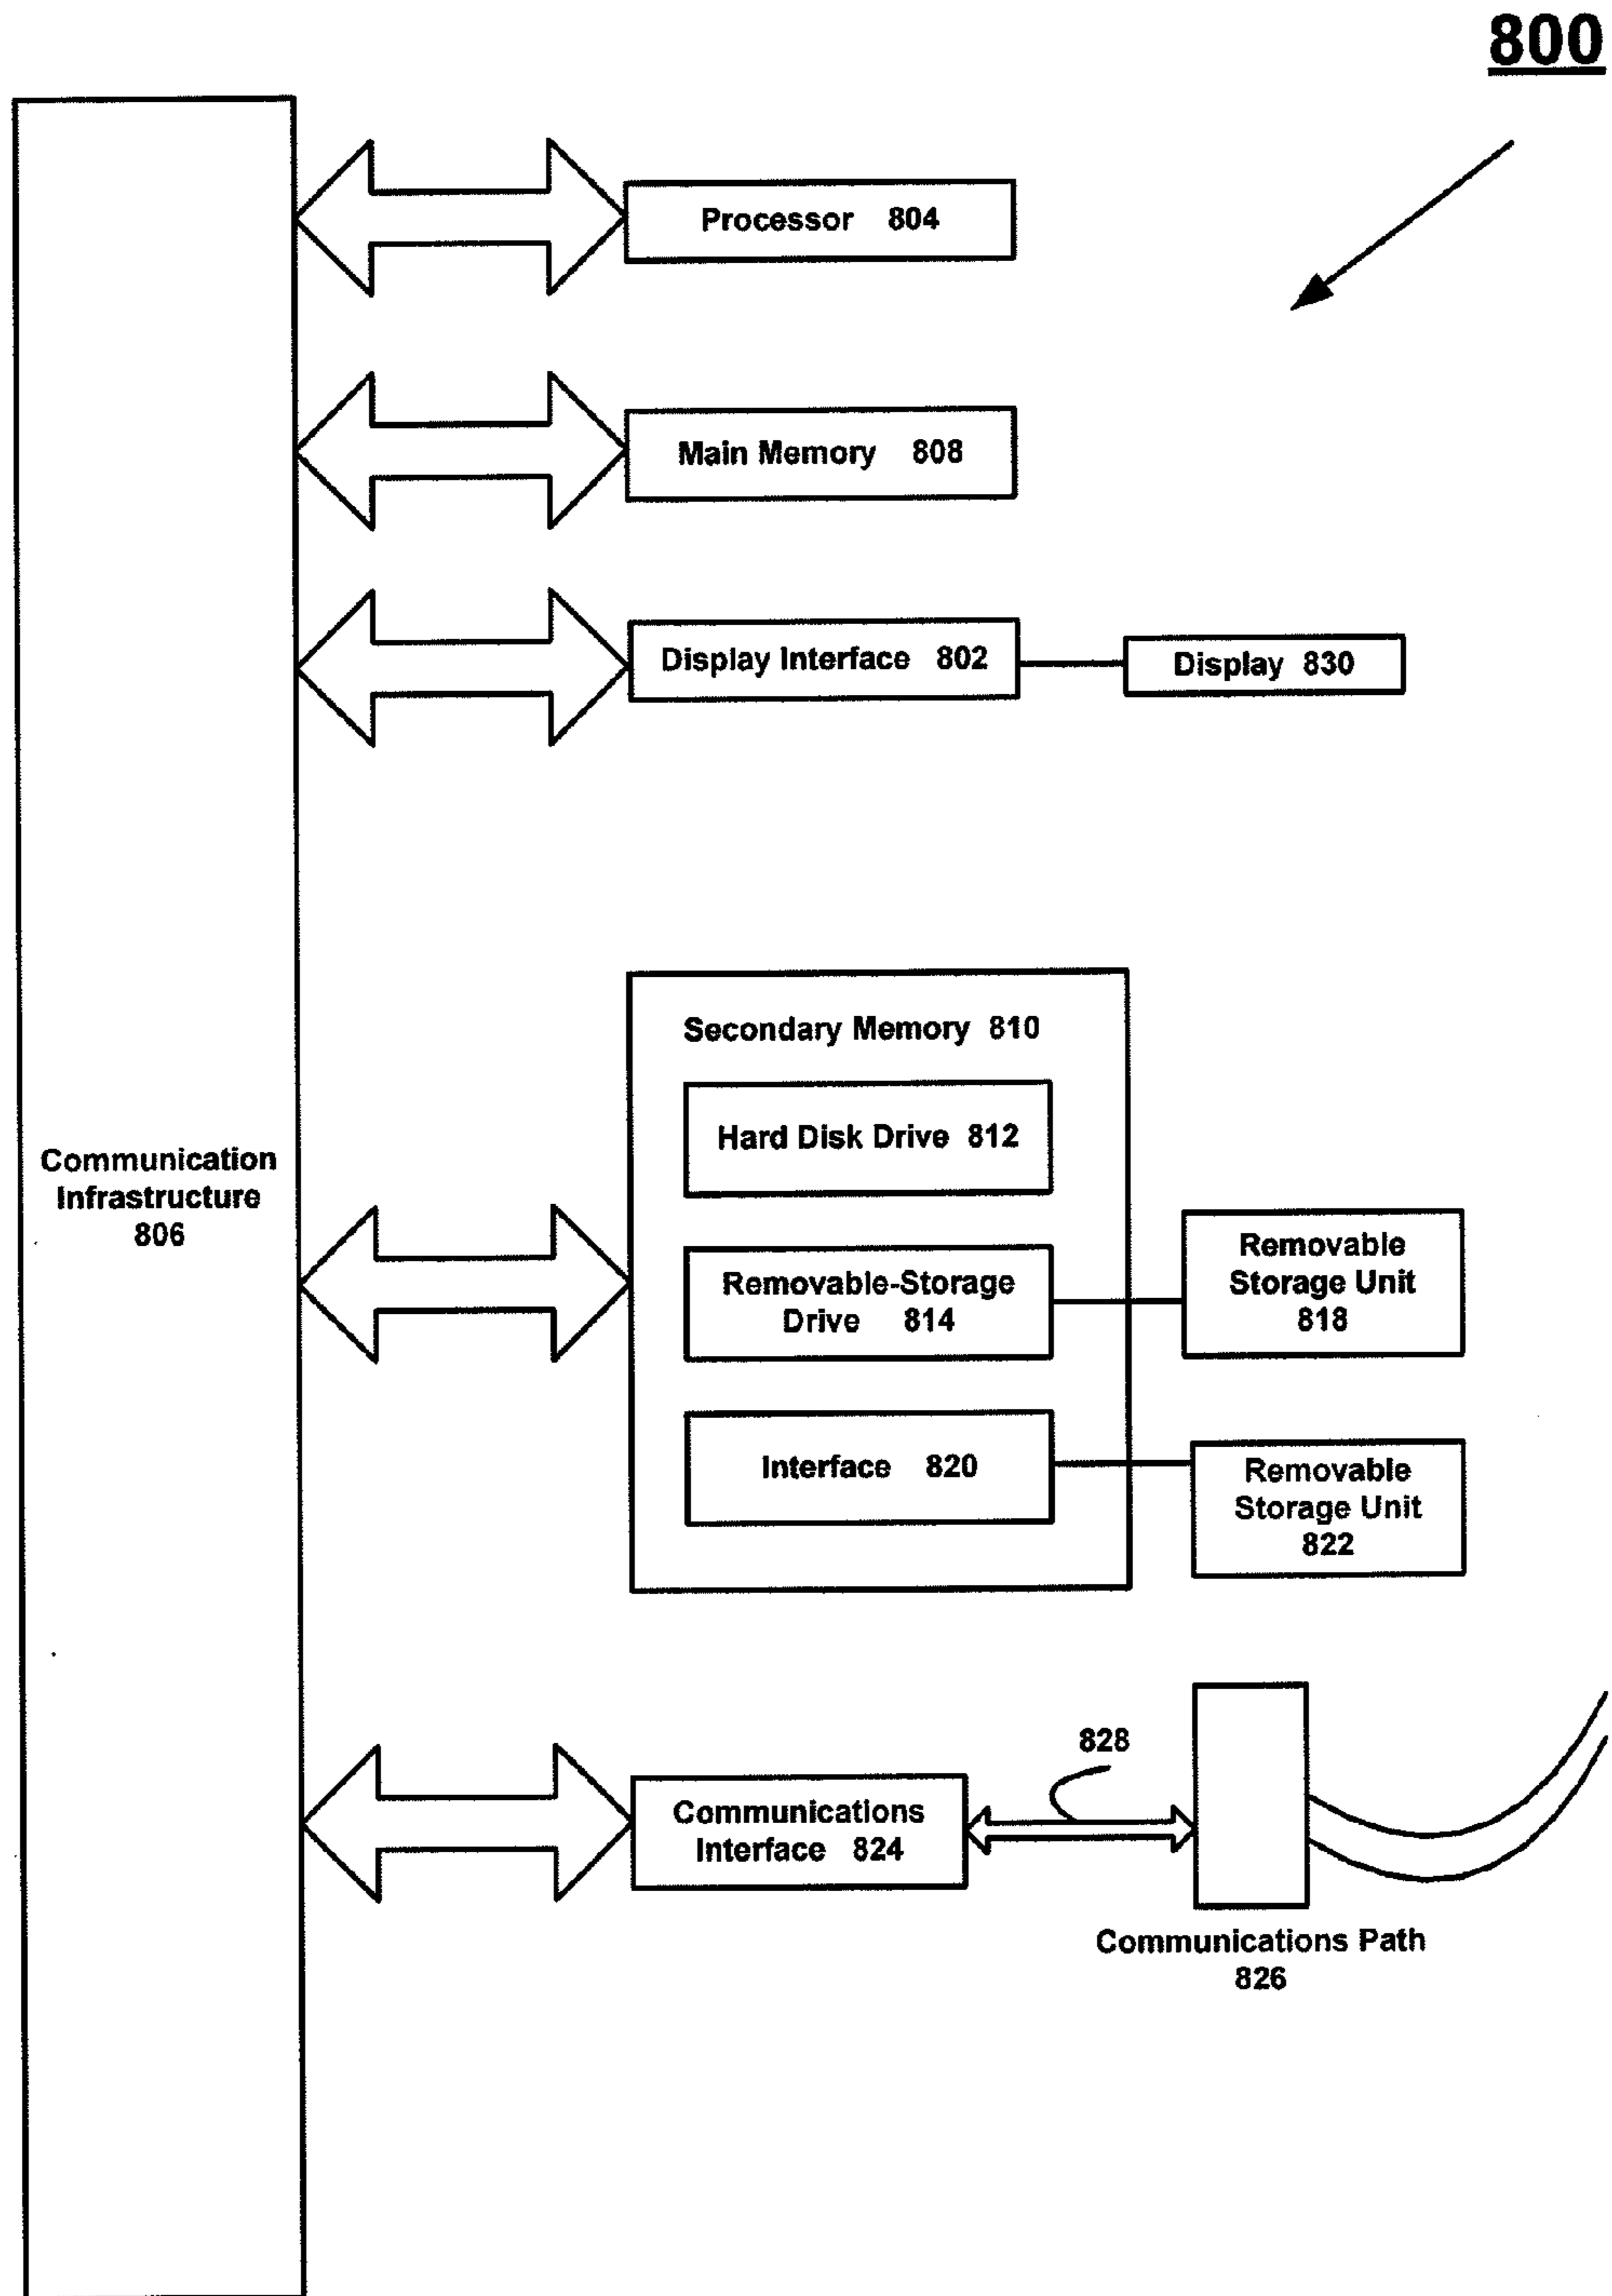 800
Processor 804
Main Memory 808
Display Interface 802
Display 830
Secondary Memory 810
Hard Disk Drive 812
Communication
Infrastructure
806
Removable-Storage
Drive 814
Removable
Storage Unit
818
Interface 820
Removable
Storage Unit
822
828
Communications
Interface 824
Communications Path
826